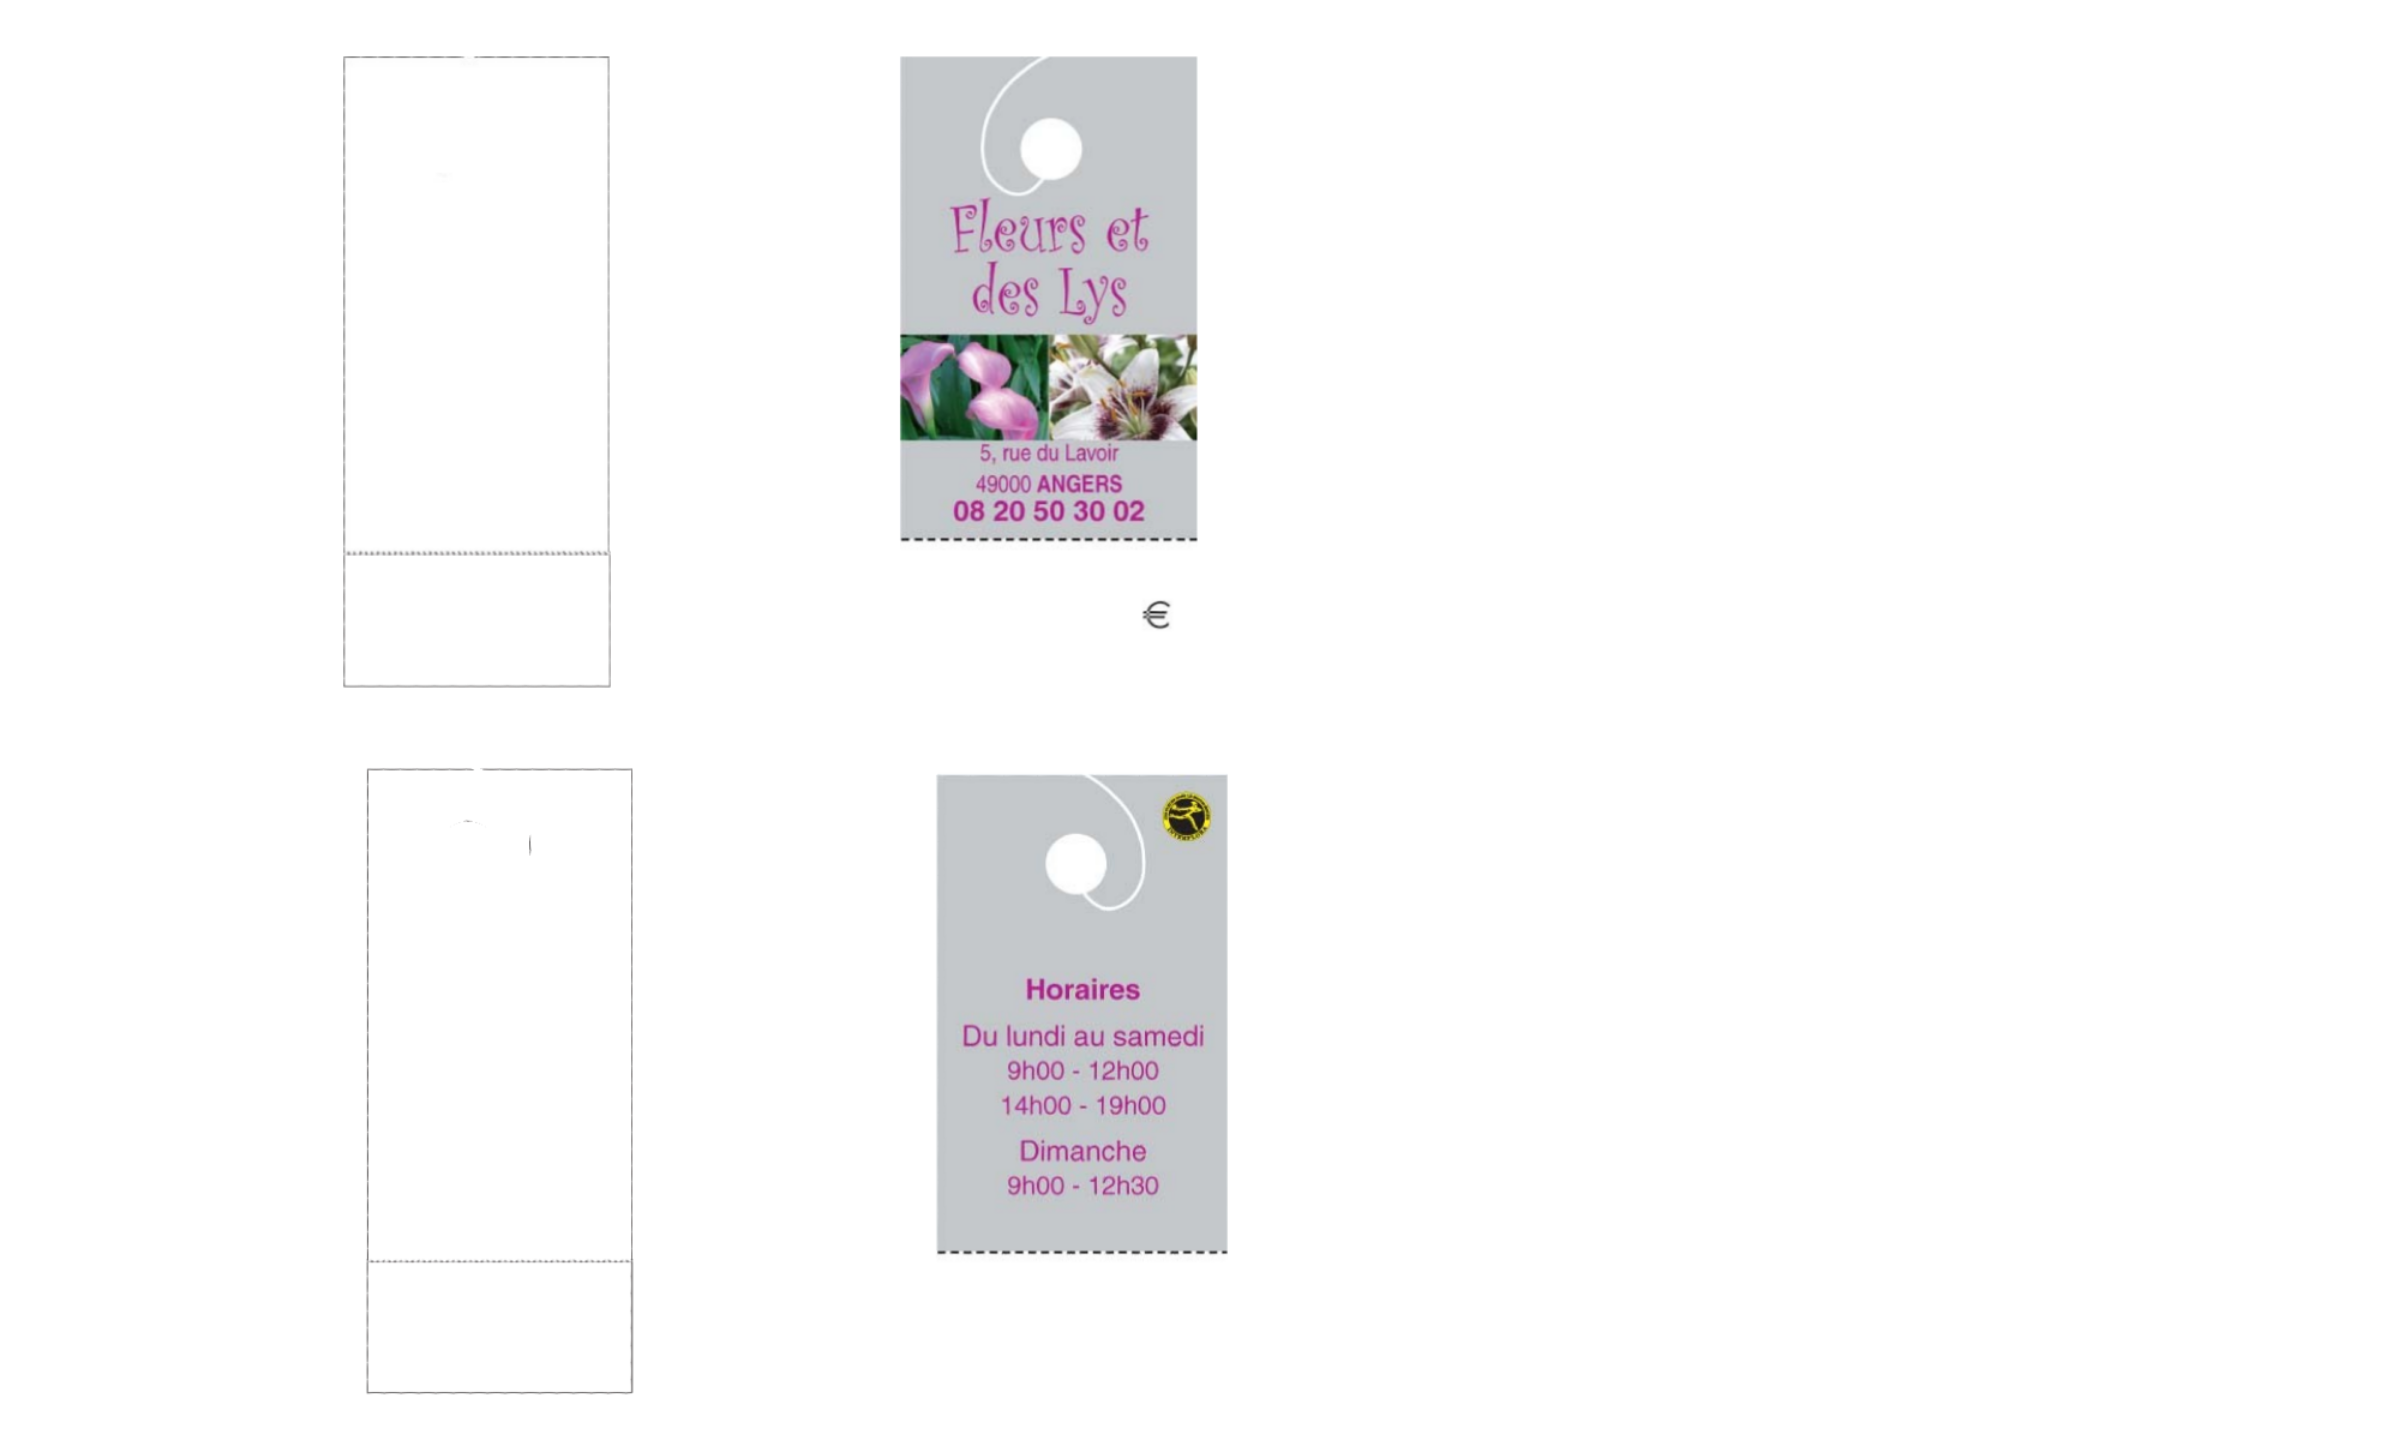 Fleurs et
des Lys
5, rue du Lavoir
49000 ANGERS
08 20 50 30 02
€
INTERFLORA
Horaires
Du lundi au samedi
9h00 - 12h00
14h00 - 19h00
Dimanche
9h00 - 12h30